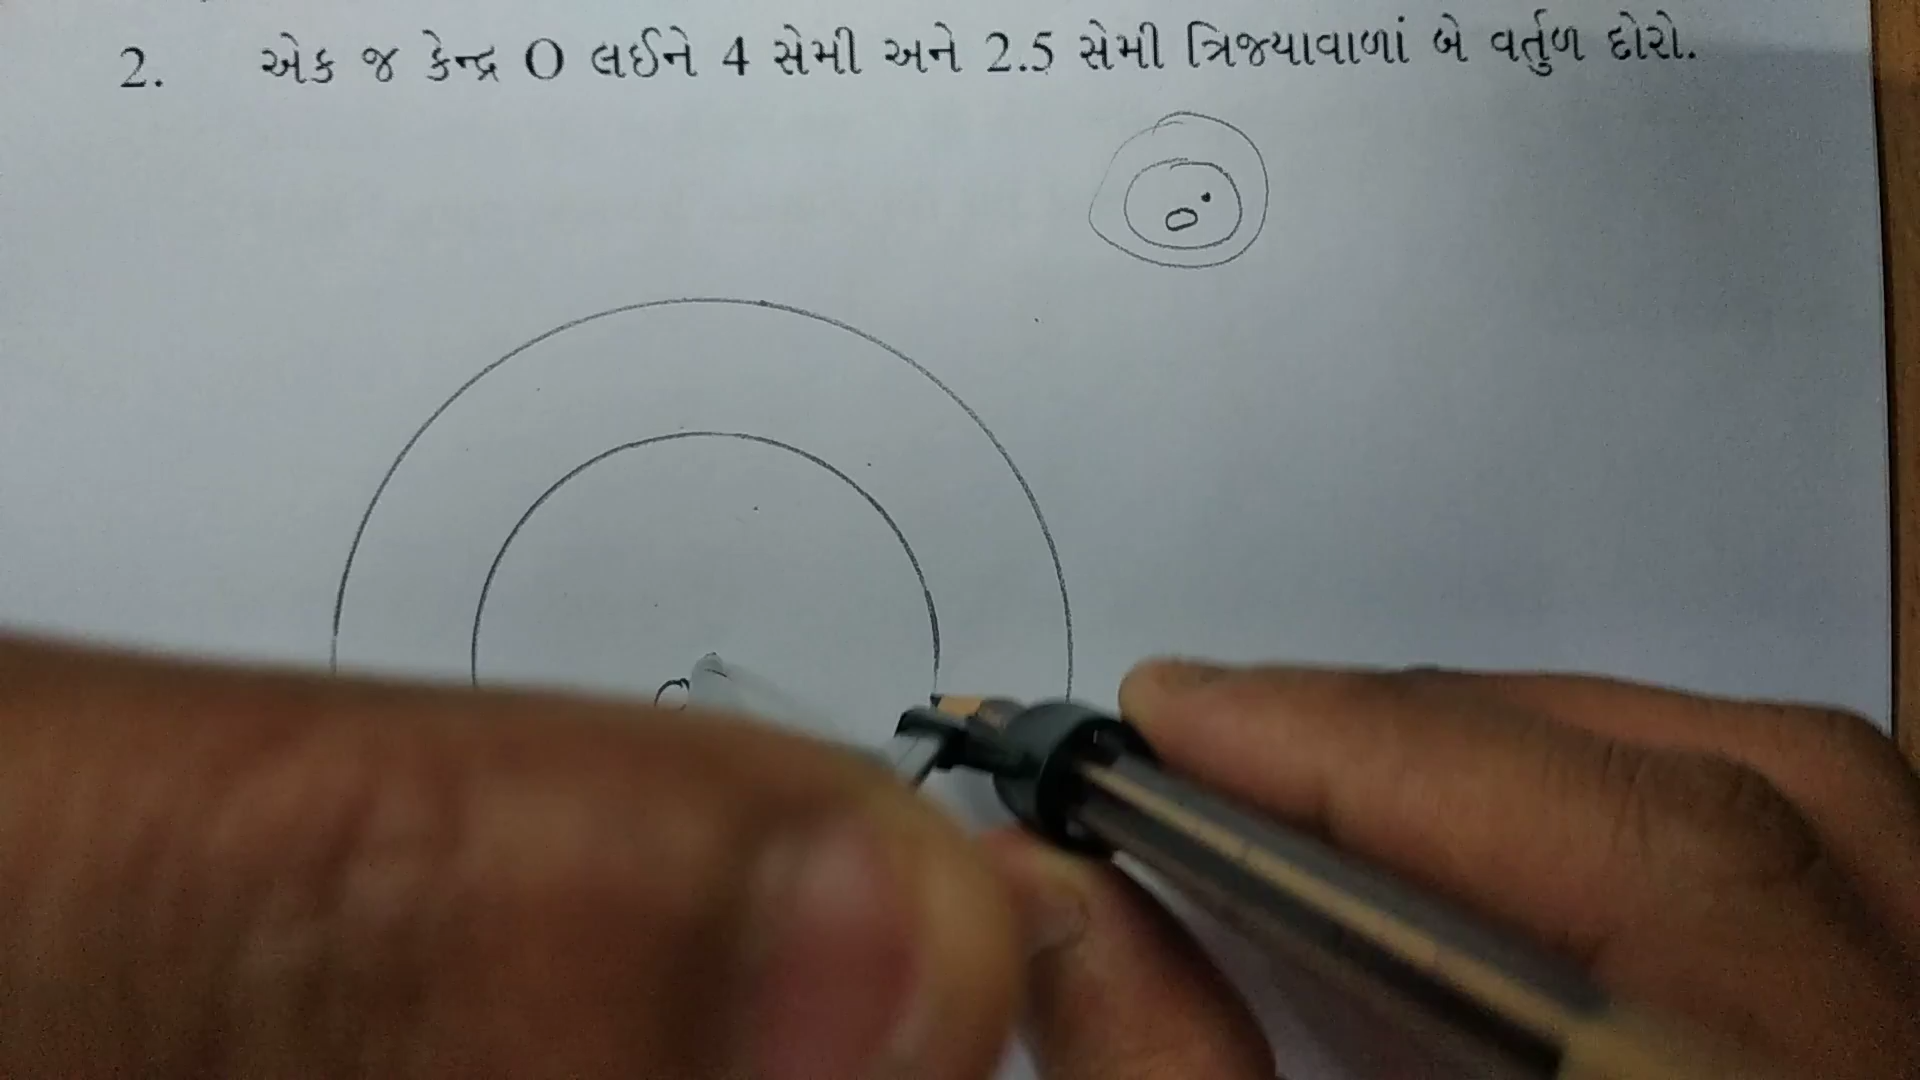 2. એક જ કેન્દ્ર O લઈને 4 સેમી અને 2.5 સેમી ત્રિજ્યાવાળાં બે વર્તુળ દોરો.
O
O